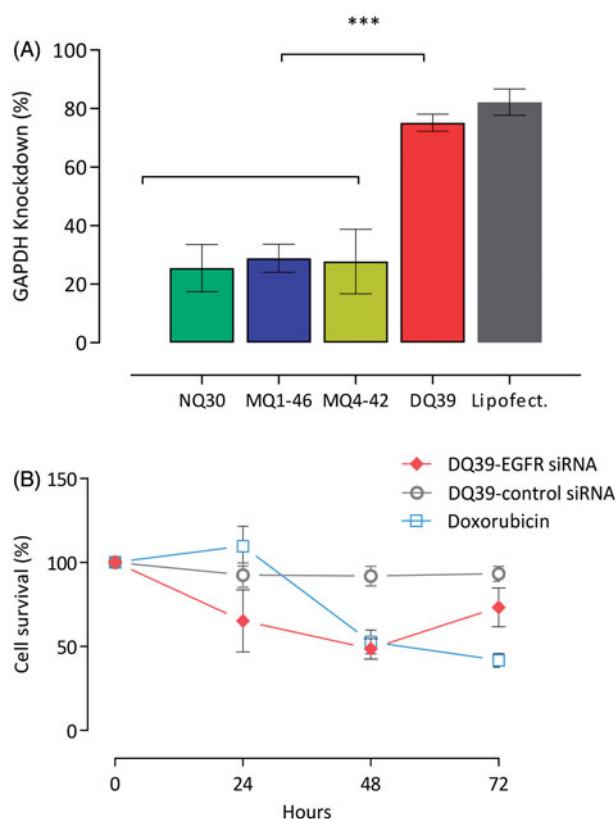 (A)
***
GAPDH Knockdown (%)
100
80
60
40
20
0
NQ30 MQ1-46 MQ4-42 DQ39 Lipofect.
(B)
DQ39-EGFR siRNA
DQ39-control siRNA
Doxorubicin
Cell survival (%)
150
100
50
0
0 24 48 72
Hours